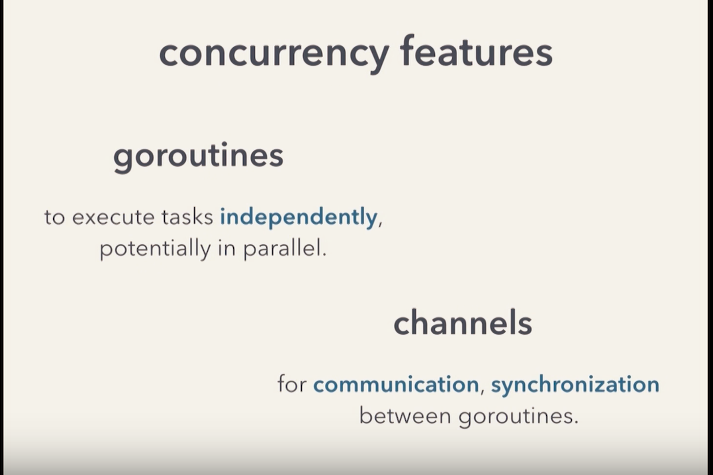 concurrency features
goroutines
to execute tasks independently,
potentially in parallel.
channels
for communication, synchronization
between goroutines.